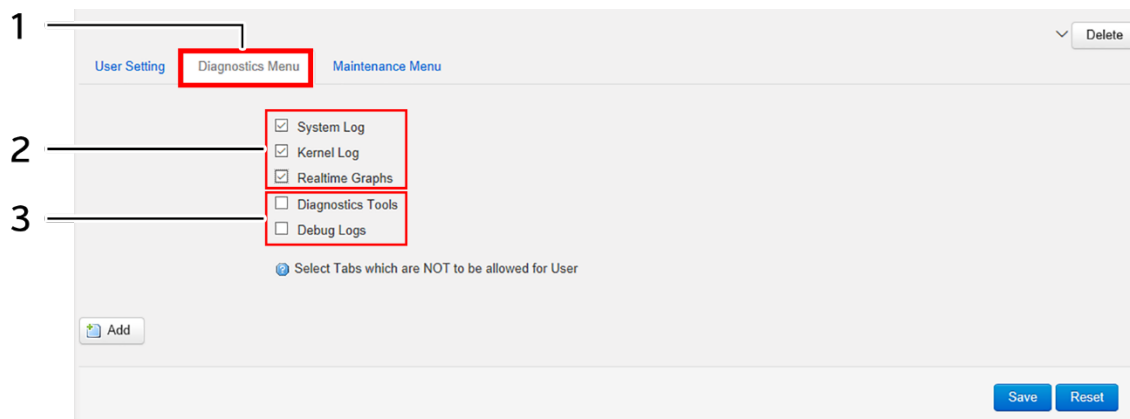 1
Delete
User Setting Diagnostics Menu Maintenance Menu
System Log
2 Kernel Log
Realtime Graphs
Diagnostics Tools
3 Debug Logs
Select Tabs which are NOT to be allowed for User
Add
Save Reset